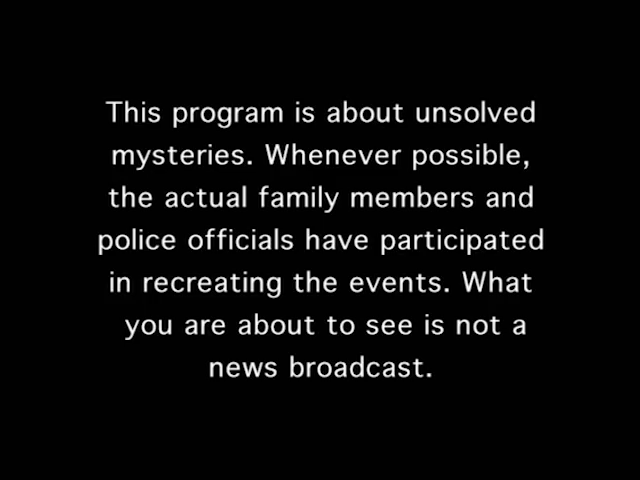 This program is about unsolved
mysteries. Whenever possible,
the actual family members and
police officials have participated
in recreating the events. What
you are about to see is not a
news broadcast.